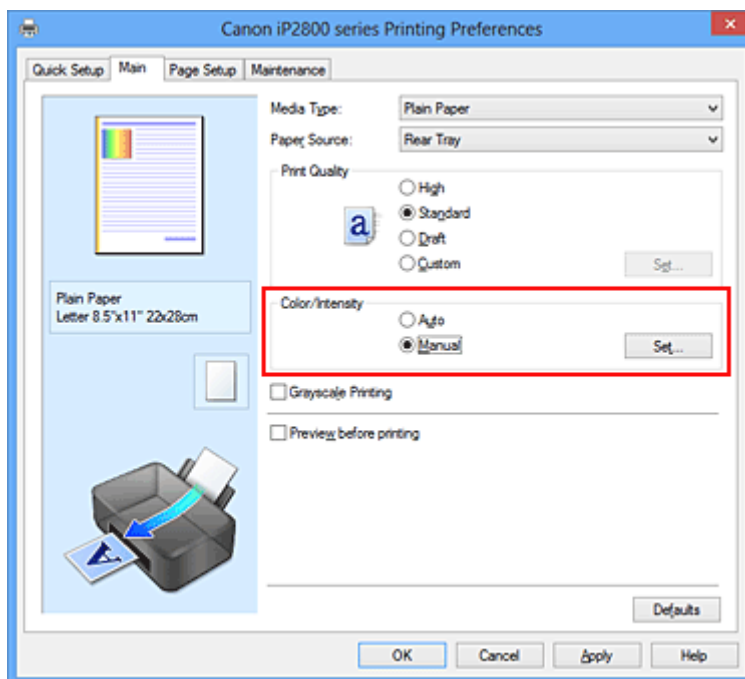 Canon iP2800 series Printing Preferences
Quick Setup Main Page Setup Maintenance
Media Type: Plain Paper
Paper Source: Rear Tray
Print Quality
High
a Standard
Draft
Custom Set...
Plain Paper
Letter 8.5"x11" 22x28cm
Color/Intensity
Auto
Manual Set...
Grayscale Printing
Preview before printing
A
Defaults
OK Cancel Apply Help